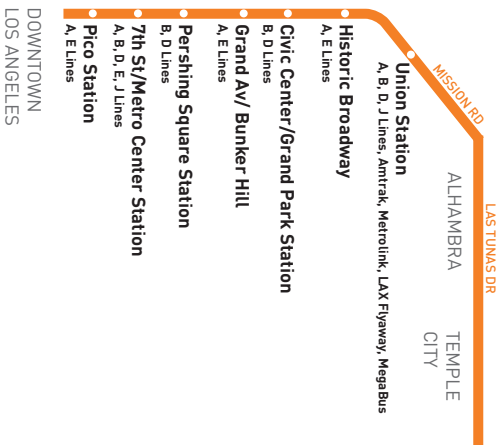 MISSION RD
LAS TUNAS DR
ALHAMBRA
TEMPLE
CITY
Union Station
A, B, D, J Lines, Amtrak, Metrolink, LAX Flyaway, MegaBus
Historic Broadway
A, E Lines
Civic Center/Grand Park Station
B, D Lines
Grand Av/ Bunker Hill
A, E Lines
Pershing Square Station
B, D Lines
7th St/Metro Center Station
A, B, D, E, J Lines
Pico Station
A, E Lines
DOWNTOWN
LOS ANGELES